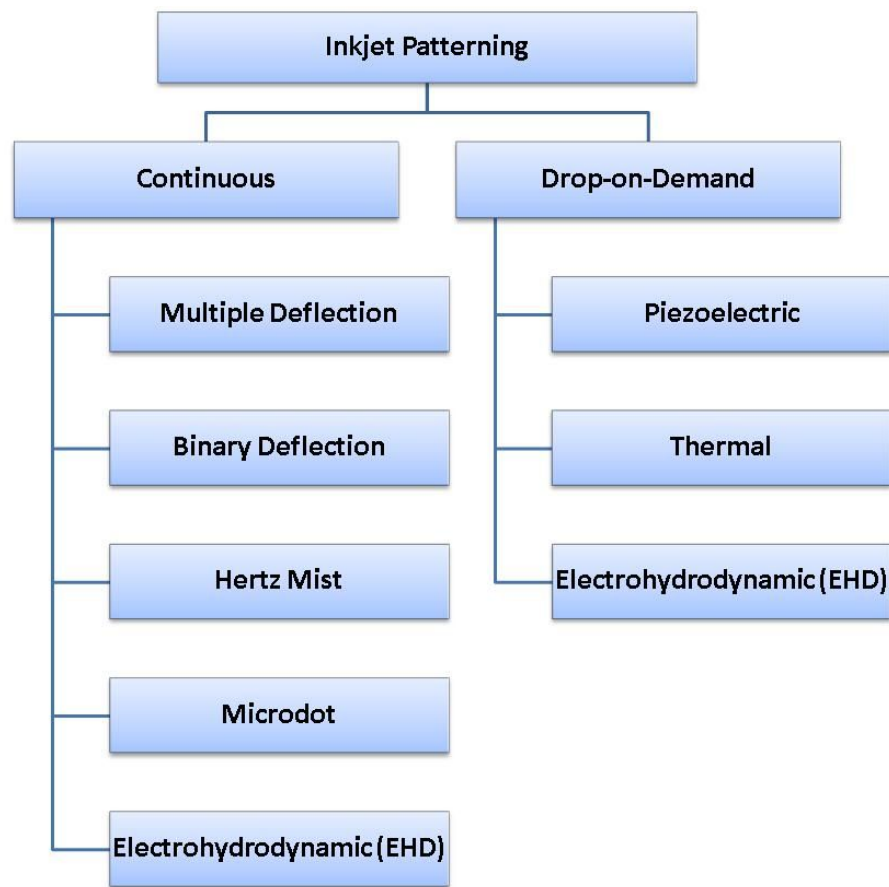 Inkjet Patterning
Continuous
Drop-on-Demand
Multiple Deflection
Piezoelectric
Binary Deflection
Thermal
Hertz Mist
Electrohydrodynamic (EHD)
Microdot
Electrohydrodynamic (EHD)